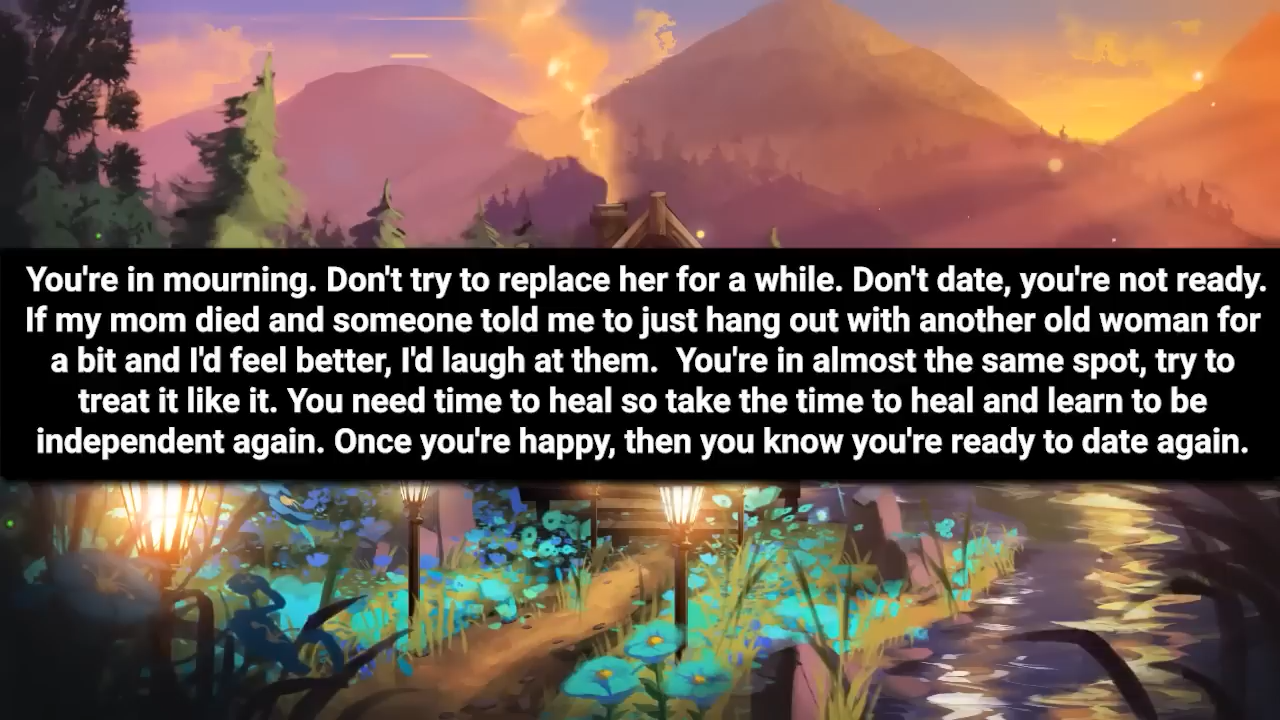 You're in mourning. Don't try to replace her for a while. Don't date, you're not ready.
If my mom died and someone told me to just hang out with another old woman for
a bit and I'd feel better, I'd laugh at them.  You're in almost the same spot, try to
treat it like it. You need time to heal so take the time to heal and learn to be
independent again. Once you're happy, then you know you're ready to date again.